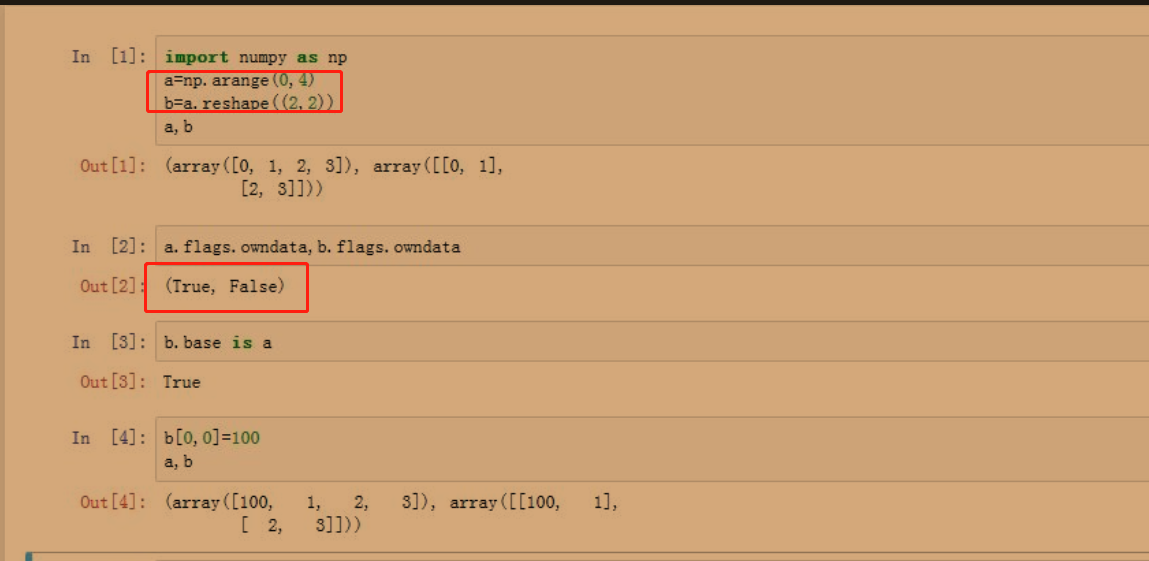 In [1]: import numpy as np
a=np.arange(0,4)
b=a.reshape((2,2))
a,b
Out[1]: (array([0, 1, 2, 3]), array([[0, 1],
[2, 3]]))
In [2]: a.flags.owndata,b.flags.owndata
Out[2]: (True, False)
In [3]: b.base is a
Out[3]: True
In [4]: b[0,0]=100
a,b
Out[4]: (array([100, 1, 2, 3]), array([[100, 1],
[ 2, 3]]))